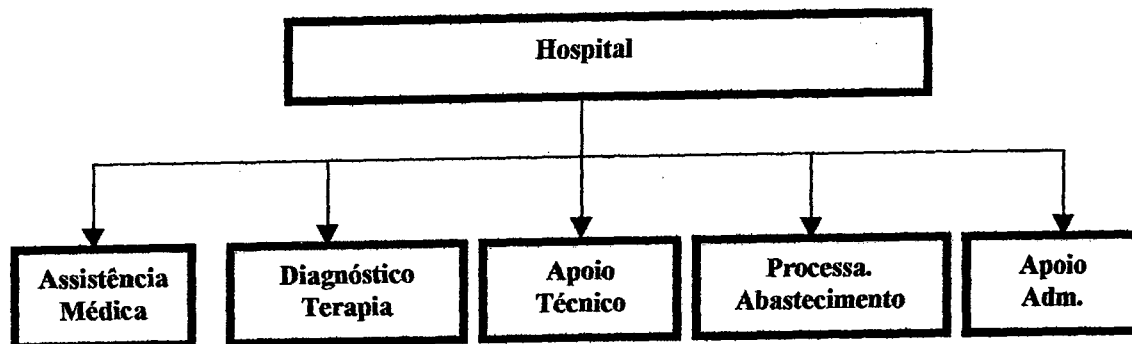 Hospital
Assistência
Médica
Diagnóstico
Terapia
Apoio
Técnico
Processa.
Abastecimento
Apoio
Adm.